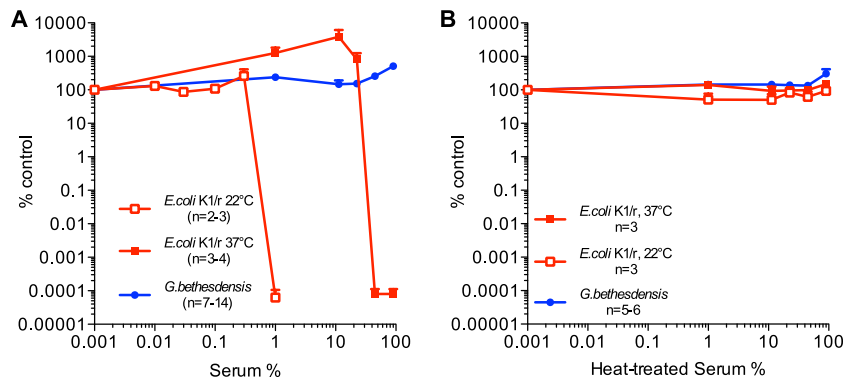 A
% control
10000
1000
100
10
1
0.1
0.01
0.001
0.0001
0.00001
E.coli K1/r 22°C
(n=2-3)
E.coli K1/r 37°C
(n=3-4)
G.bethesdensis
(n=7-14)
0.001 0.01 0.1 1 10 100
Serum %
B
% control
10000
1000
100
10
1
0.1
0.01
0.001
0.0001
0.00001
E.coli K1/r, 37°C
n=3
E.coli K1/r, 22°C
n=3
G.bethesdensis
n=5-6
0.001 0.01 0.1 1 10 100
Heat-treated Serum %